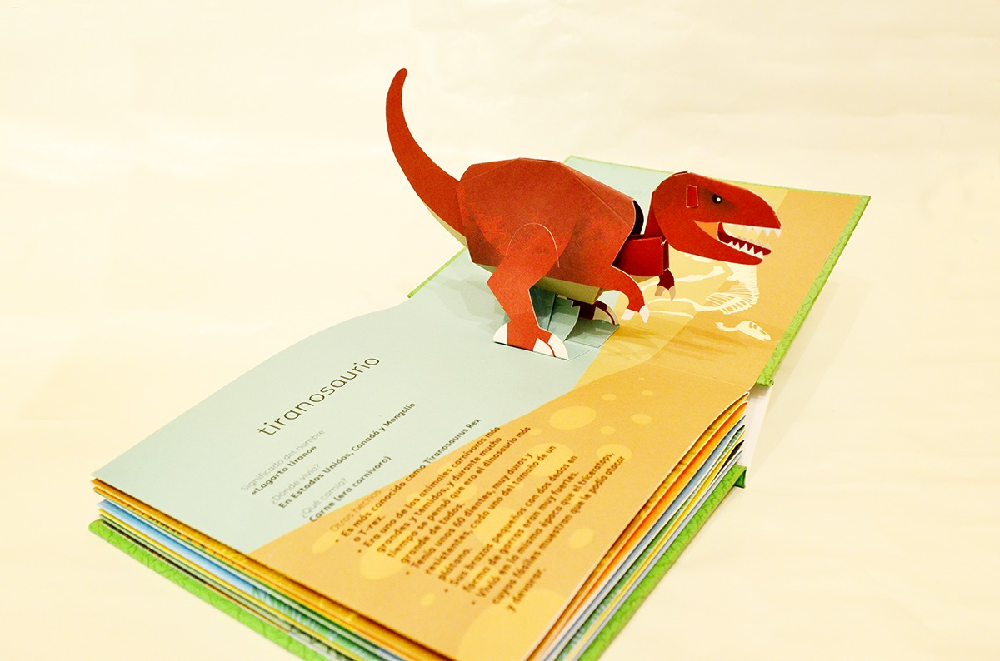 tiranosaurio
Significado del nombre
«Lagarto tirano»
¿Dónde vivía?
En Estados Unidos, Canadá y Mongolia
¿Qué comía?
Carne (era carnívoro)
Otros hechos
• Es más conocido como Tiranosaurus Rex
o T-rex.
• Era uno de los animales carnívoros más
grandes y temidos, y durante mucho
tiempo se pensó que era el dinosaurio más
grande de todos.
• Tenía unos 60 dientes, muy duros y
resistentes, cada uno del tamaño de un
plátano.
• Sus brazos pequeños con dos dedos en
forma de garras eran muy fuertes.
• Vivió en la misma época que el triceratops,
cuyos fósiles muestran que le podía atacar
y devorar.